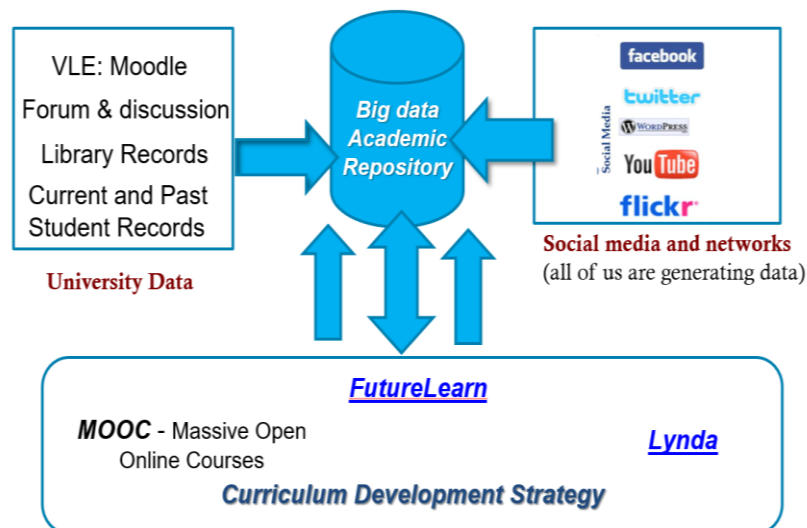 VLE: Moodle
Forum & discussion
Library Records
Current and Past
Student Records
University Data
Big data
Academic
Repository
Social Media
facebook
twitter
WORDPRESS
YouTube
flickr
Social media and networks
(all of us are generating data)
FutureLearn
MOOC - Massive Open
Online Courses
Lynda
Curriculum Development Strategy